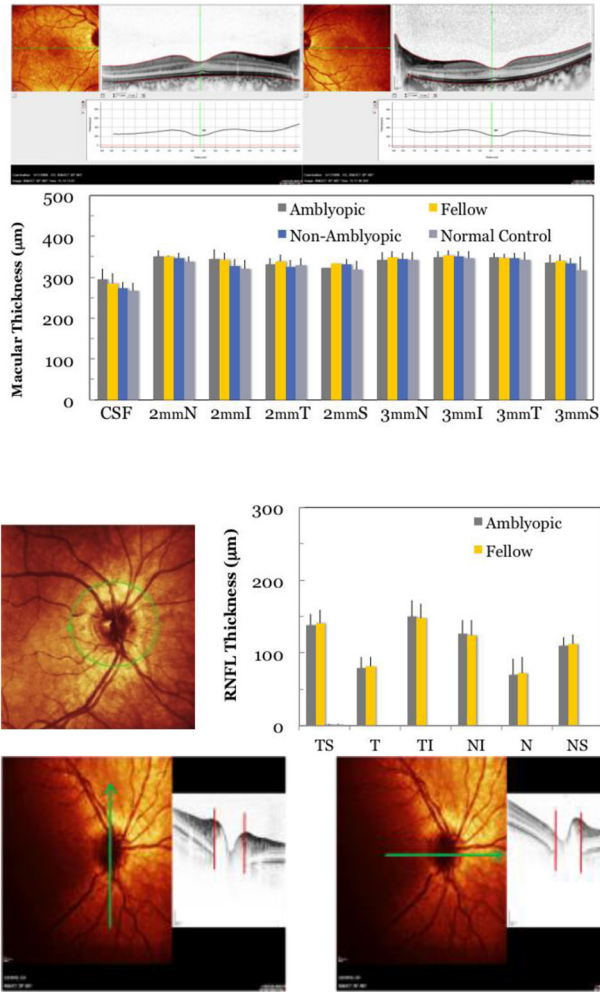 500
400
300
200
100
0
Macular Thickness (µm)
Amblyopic
Fellow
Non-Amblyopic
Normal Control
CSF 2mmN 2mmI 2mmT 2mmS 3mmN 3mmI 3mmT 3mmS
300
200
100
0
RNFL Thickness (µm)
Amblyopic
Fellow
TS T TI NI N NS